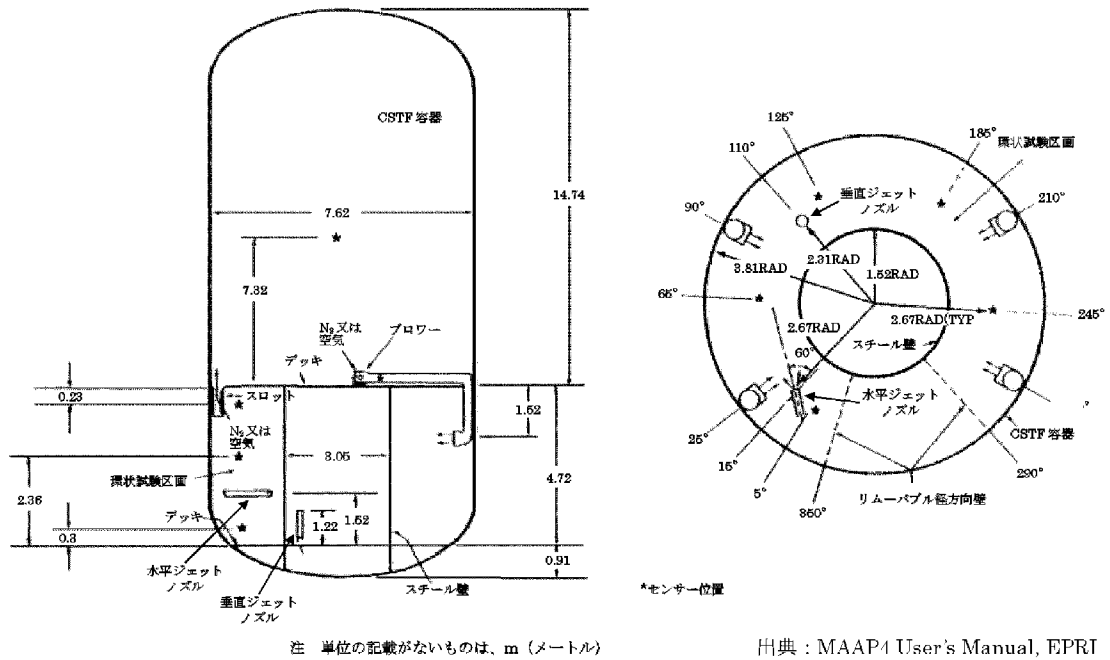 CSTF 容器
14.74
7.62
7.32
N₂ 又は
空気
ブロワー
デッキ
0.23
スロット
N₂ 又は
空気
1.52
3.05
4.72
環状試験区画
2.36
デッキ
1.22
1.52
0.3
0.91
水平ジェット
ノズル
垂直ジェット
ノズル
スチール壁
125°
110°
185°
環状試験区画
垂直ジェット
ノズル
90°
210°
2.31RAD
3.81RAD
1.52RAD
65°
245°
2.67RAD
2.67RAD(TYP
スチール壁
60°
水平ジェット
ノズル
25°
15°
5°
CSTF 容器
290°
360°
リムーバブル径方向壁
*センサー位置
注 単位の記載がないものは、m（メートル）
出典：MAAP4 User's Manual, EPRI